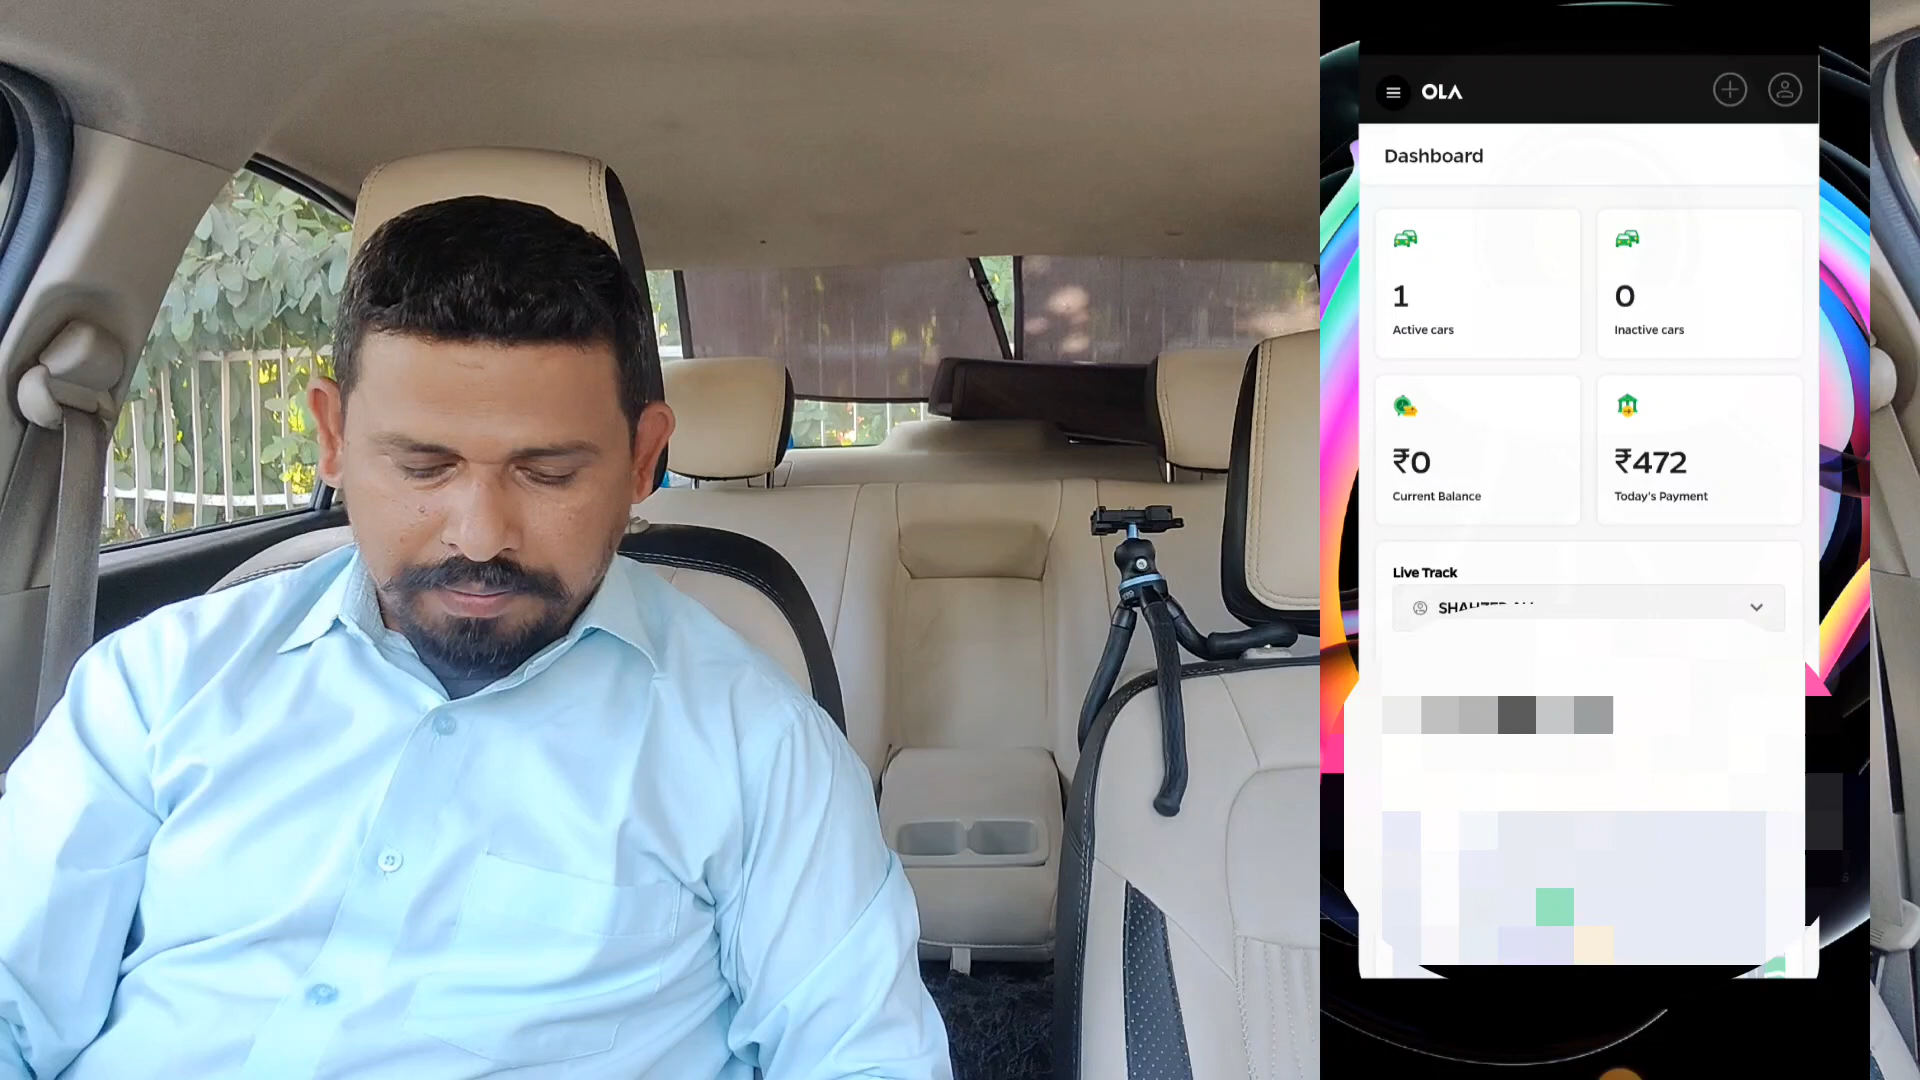 OLA
Dashboard
1
Active cars
0
Inactive cars
₹0
Current Balance
₹472
Today's Payment
Live Track